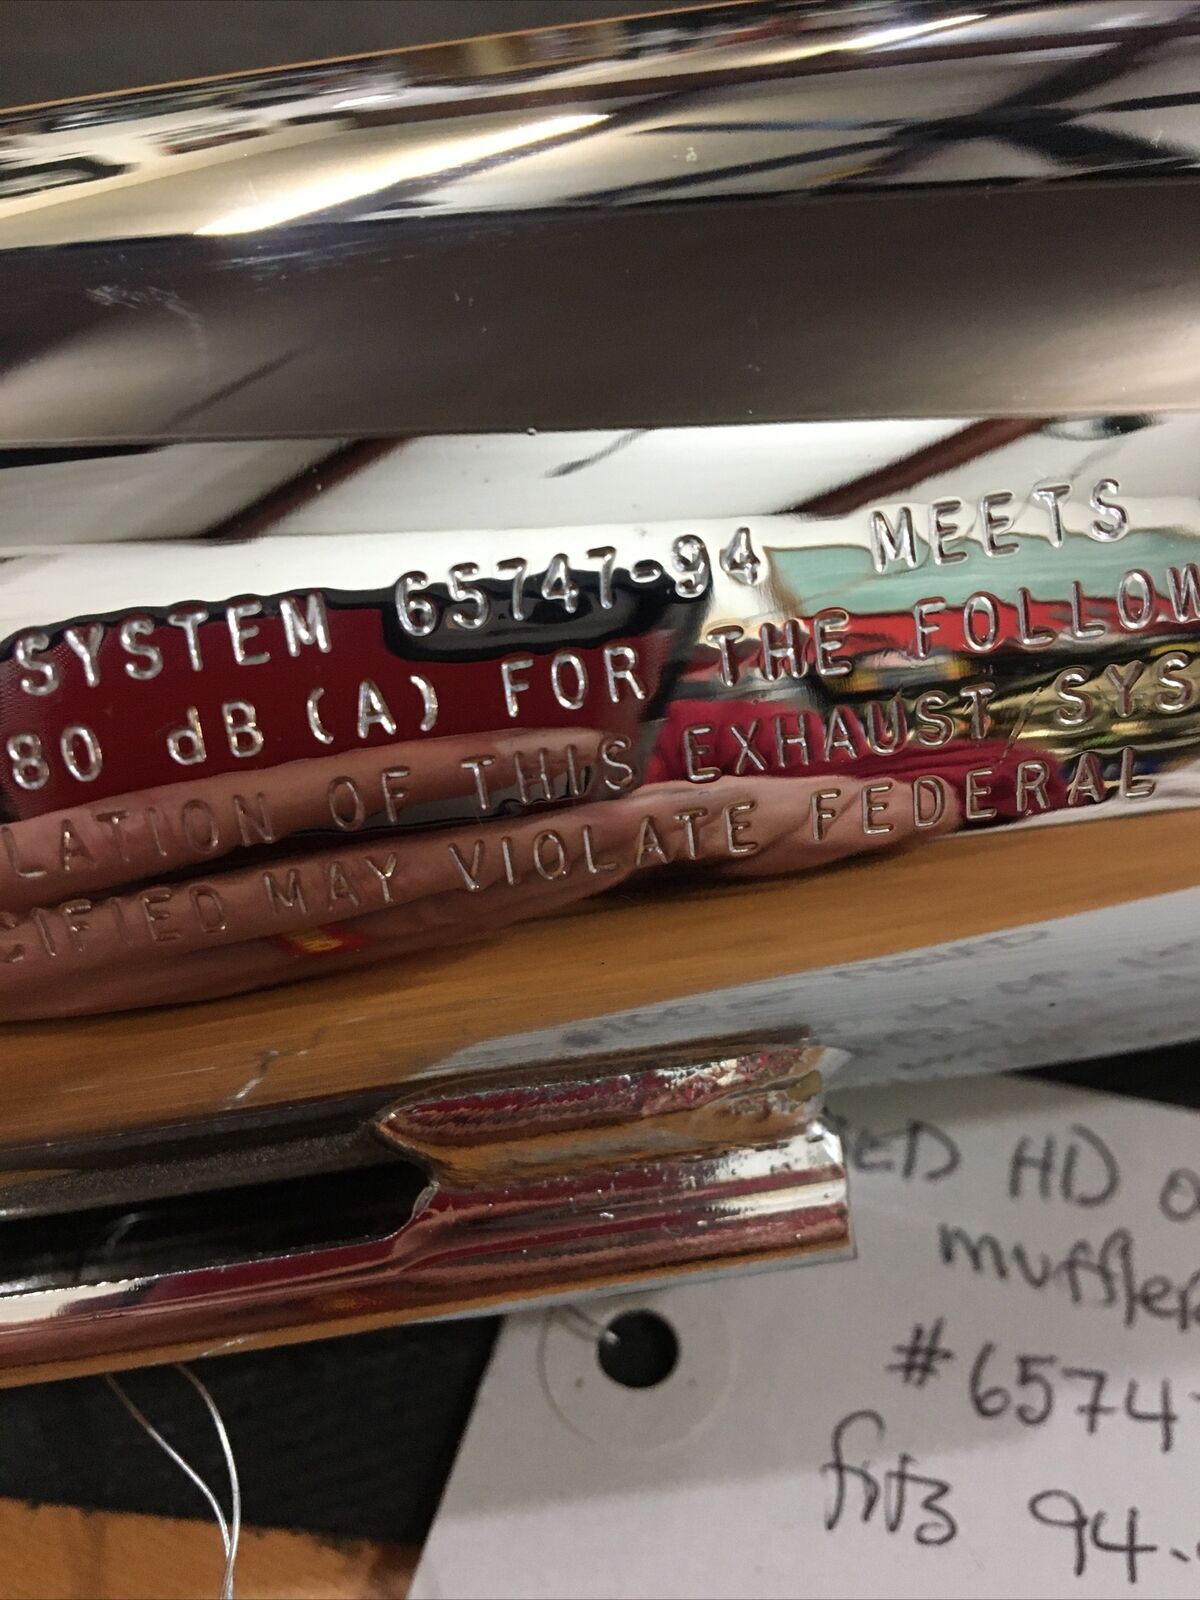 SYSTEM 65747-94 MEETS
80 dB(A) FOR THE FOLLOW
LATION OF THIS EXHAUST SYS
CIFIED MAY VIOLATE FEDERAL
HD
muffler
#6574
fits 94